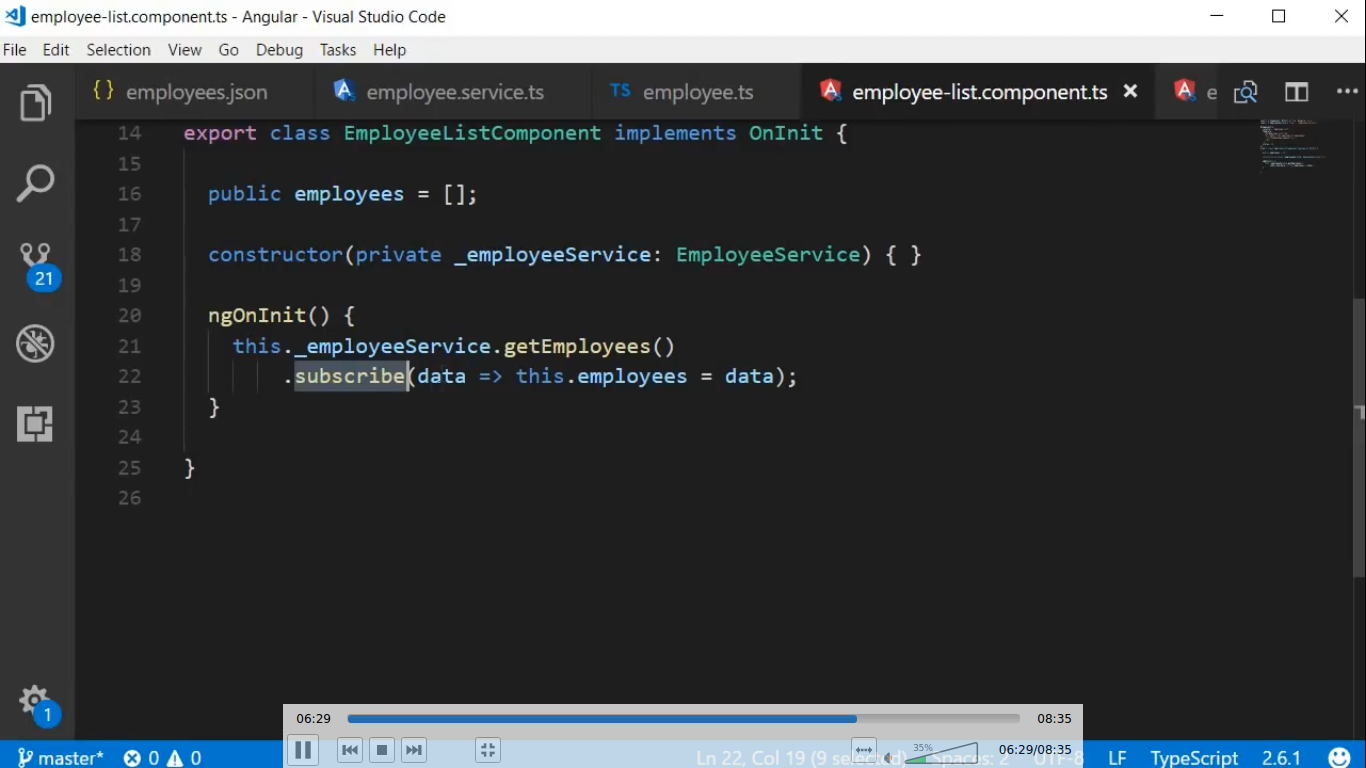 employee-list.component.ts - Angular - Visual Studio Code
File Edit Selection View Go Debug Tasks Help
{} employees.json employee.service.ts TS employee.ts employee-list.component.ts e
14 export class EmployeeListComponent implements OnInit {
15
16 public employees = [];
17
18 constructor(private _employeeService: EmployeeService) { }
19
20 ngOnInit() {
21 this._employeeService.getEmployees()
22 .subscribe(data => this.employees = data);
23 }
24
25 }
26
21
1
06:29 08:35
35% 06:29/08:35
master* 0 0 Ln 22, Col 19 (9 selected) Spaces: 2 UTF-8 LF TypeScript 2.6.1